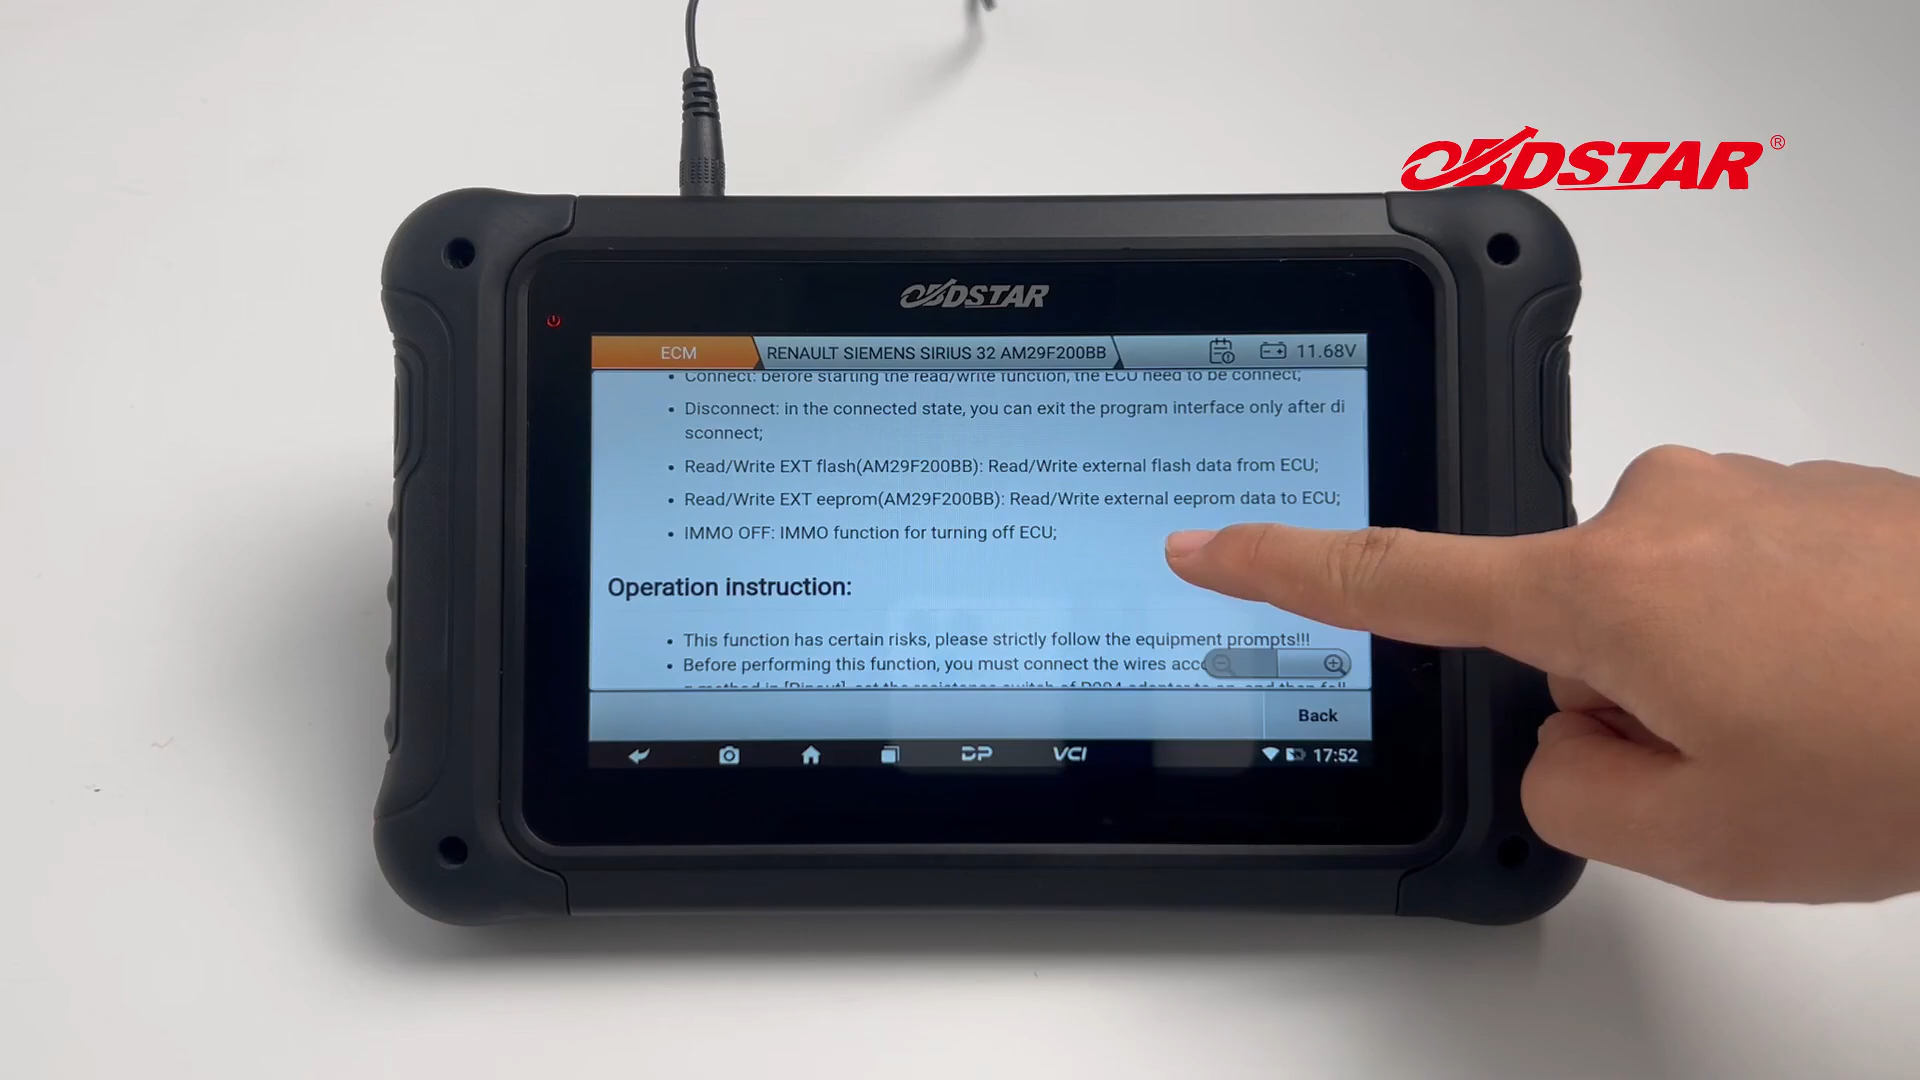 OBDSTAR®
OBDSTAR
ECM
RENAULT SIEMENS SIRIUS 32 AM29F200BB
11.68V
• Connect: before starting the read/write function, the ECU need to be connect;
• Disconnect: in the connected state, you can exit the program interface only after di
sconnect;
• Read/Write EXT flash(AM29F200BB): Read/Write external flash data from ECU;
• Read/Write EXT eeprom(AM29F200BB): Read/Write external eeprom data to ECU;
• IMMO OFF: IMMO function for turning off ECU;
Operation instruction:
• This function has certain risks, please strictly follow the equipment prompts!!!
• Before performing this function, you must connect the wires acc
Back
DP
VCI
17:52